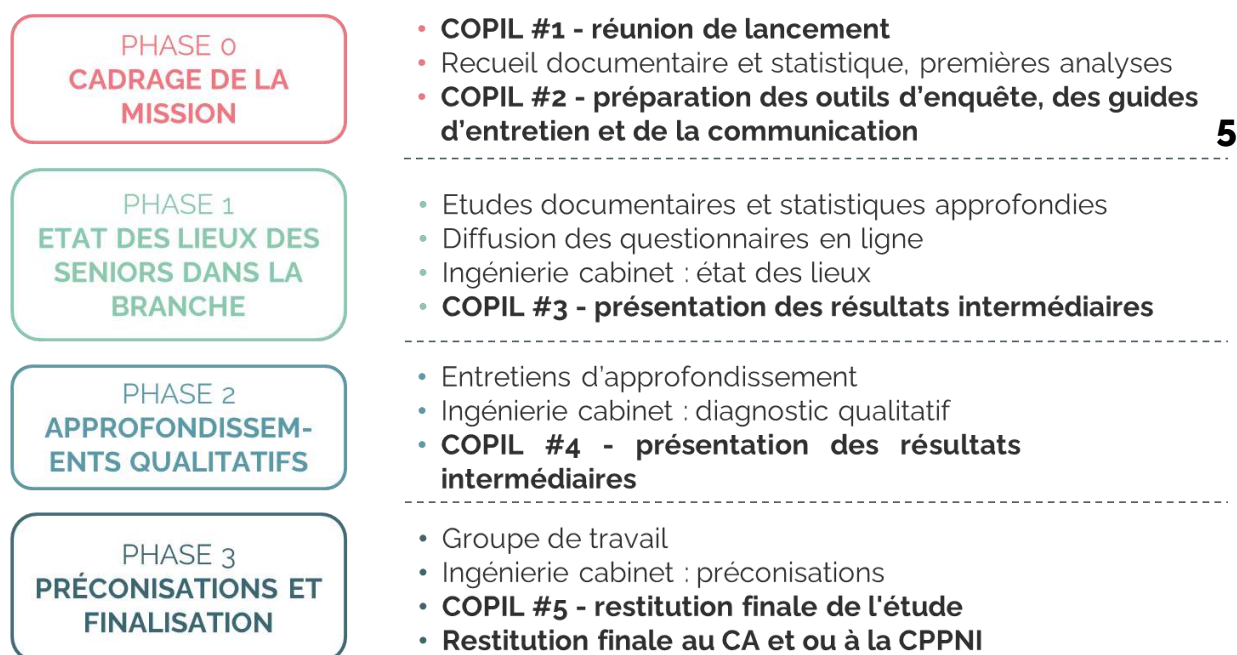 PHASE 0
CADRAGE DE LA
MISSION
• COPIL #1 - réunion de lancement
• Recueil documentaire et statistique, premières analyses
• COPIL #2 - préparation des outils d’enquête, des guides
d’entretien et de la communication
5
PHASE 1
ETAT DES LIEUX DES
SENIORS DANS LA
BRANCHE
• Etudes documentaires et statistiques approfondies
• Diffusion des questionnaires en ligne
• Ingénierie cabinet : état des lieux
• COPIL #3 - présentation des résultats intermédiaires
PHASE 2
APPROFONDISSEM-
ENTS QUALITATIFS
• Entretiens d’approfondissement
• Ingénierie cabinet : diagnostic qualitatif
• COPIL #4 - présentation des résultats
intermédiaires
PHASE 3
PRÉCONISATIONS ET
FINALISATION
• Groupe de travail
• Ingénierie cabinet : préconisations
• COPIL #5 - restitution finale de l'étude
• Restitution finale au CA et ou à la CPPNI